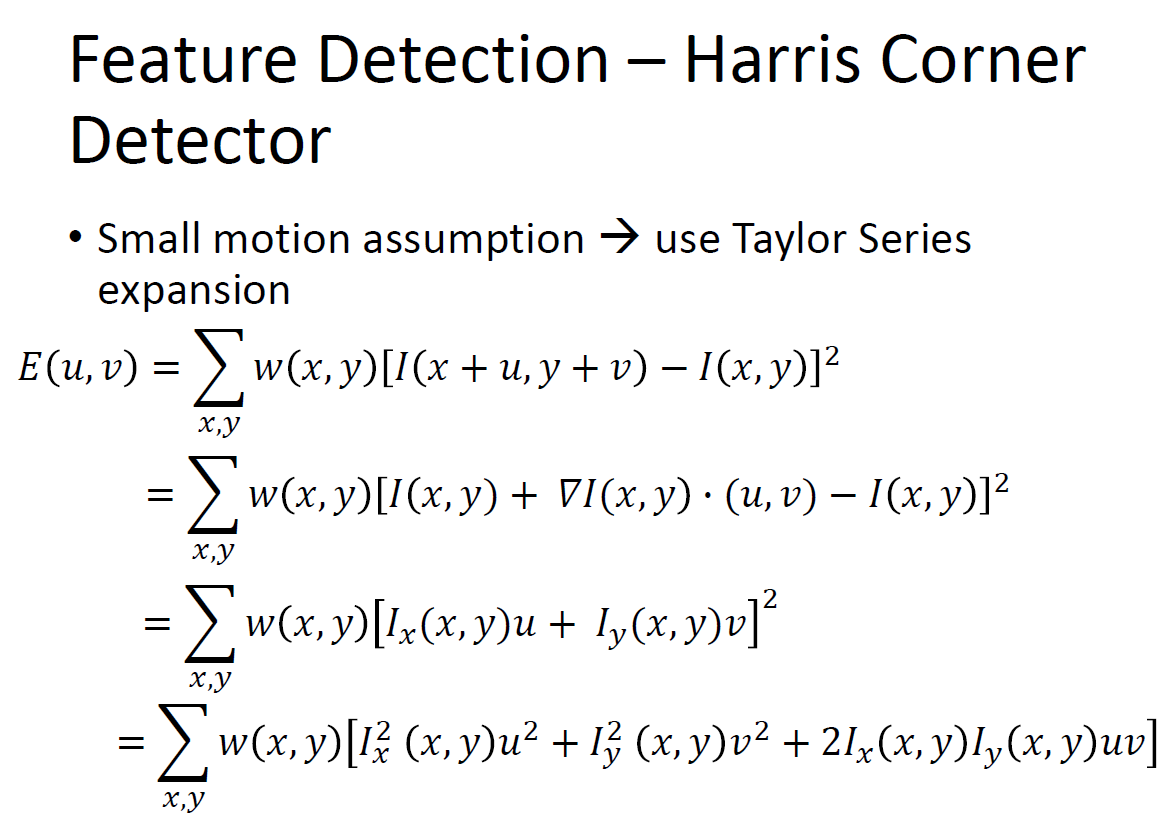 Feature Detection – Harris Corner
Detector
• Small motion assumption → use Taylor Series
expansion
E(u, v) = ∑_{x,y} w(x, y)[I(x + u, y + v) − I(x, y)]²
= ∑_{x,y} w(x, y)[I(x, y) + ∇I(x, y) · (u, v) − I(x, y)]²
= ∑_{x,y} w(x, y)[I_x(x, y)u + I_y(x, y)v]²
= ∑_{x,y} w(x, y)[I_x² (x, y)u² + I_y² (x, y)v² + 2I_x(x, y)I_y(x, y)uv]